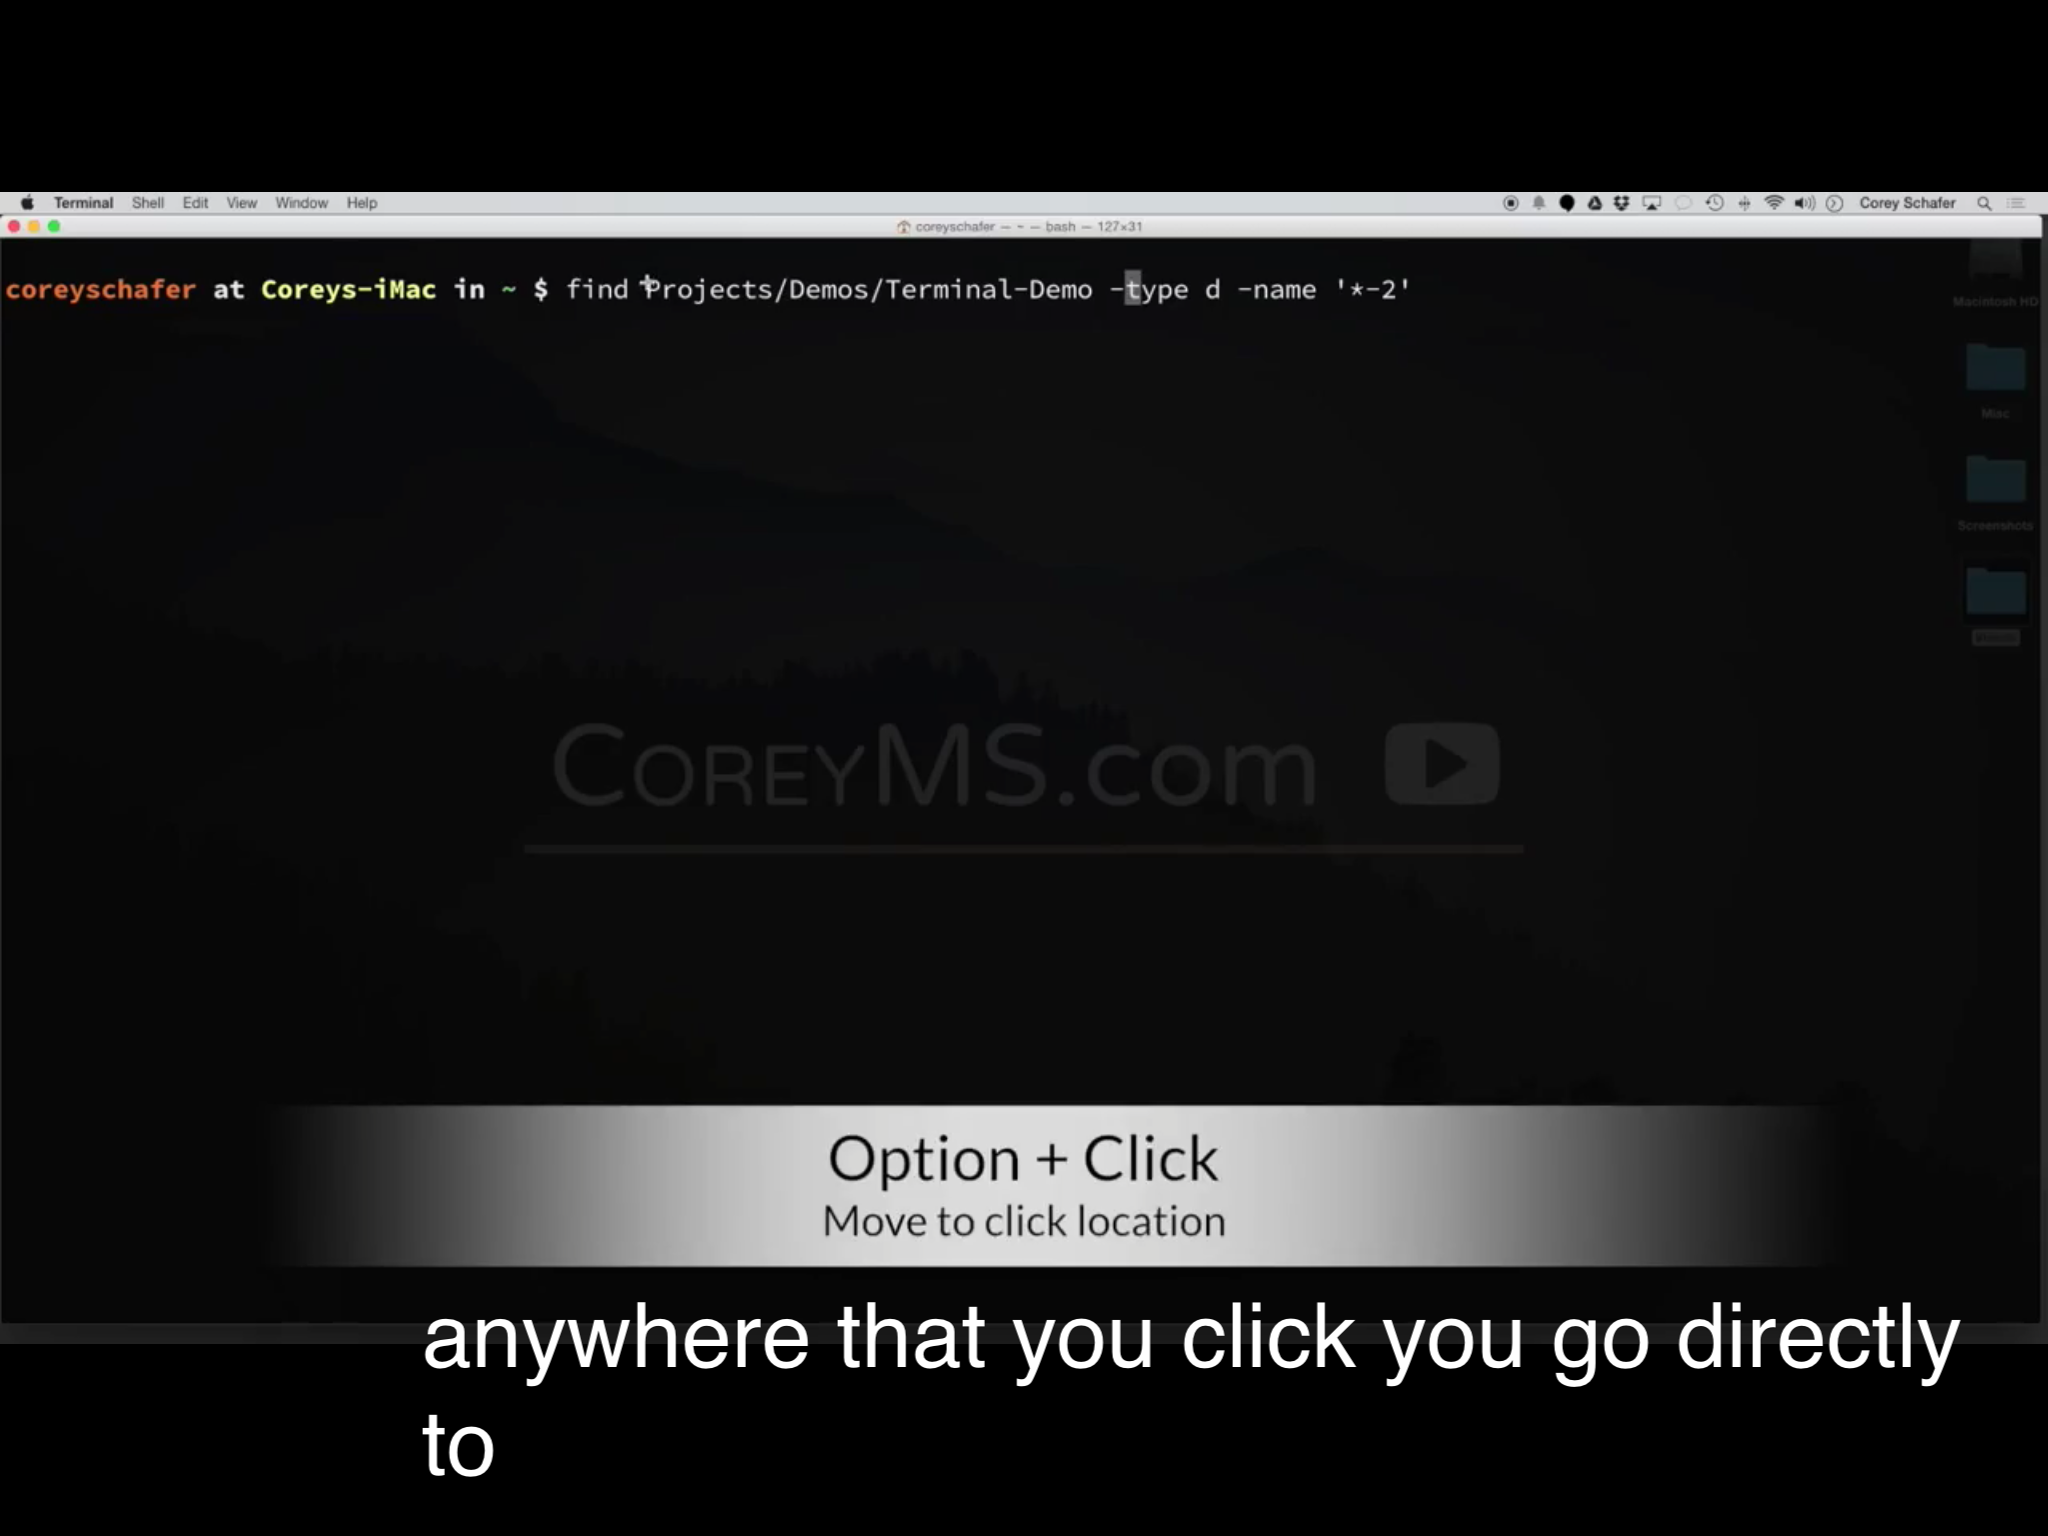 Terminal Shell Edit View Window Help Corey Schafer
coreyschafer — ~ — bash — 127×31
coreyschafer at Coreys-iMac in ~ $ find Projects/Demos/Terminal-Demo -type d -name '*-2'
Macintosh HD
Misc
Screenshots
COREYMS.com
Option + Click
Move to click location
anywhere that you click you go directly
to